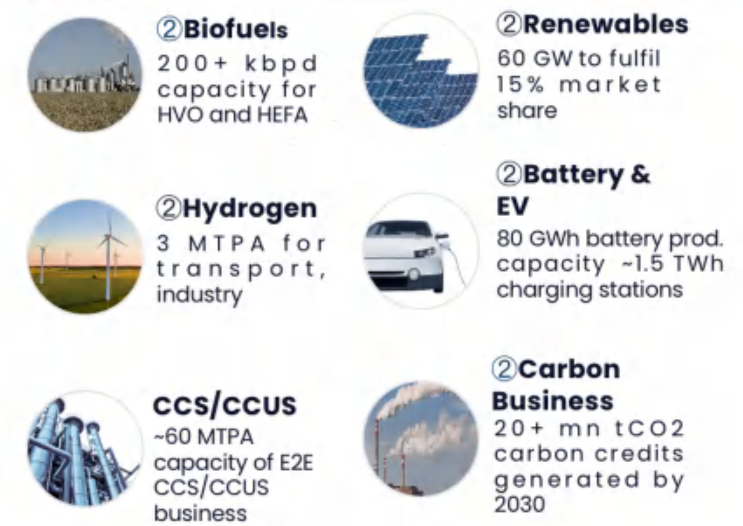 ②Biofuels
200+ kbpd
capacity for
HVO and HEFA
②Renewables
60 GW to fulfil
15% market
share
②Hydrogen
3 MTPA for
transport,
industry
②Battery &
EV
80 GWh battery prod.
capacity ~1.5 TWh
charging stations
CCS/CCUS
~60 MTPA
capacity of E2E
CCS/CCUS
business
②Carbon
Business
20+ mn tCO2
carbon credits
generated by
2030